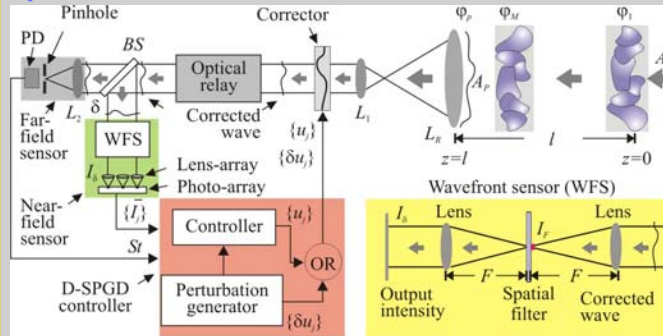 Pinhole
PD
BS
Corrector
φP
φM
φ1
Optical relay
L2
δ
Corrected wave
L1
AP
A
Far-field sensor
WFS
{uj}
{δuj}
LR
l
z=l
z=0
Lens-array
Photo-array
Iδ
Near-field sensor
{Īj}
St
Controller
{uj}
OR
D-SPGD controller
Perturbation generator
{δuj}
Wavefront sensor (WFS)
Iδ
Lens
IF
Lens
F
F
Output intensity
Spatial filter
Corrected wave